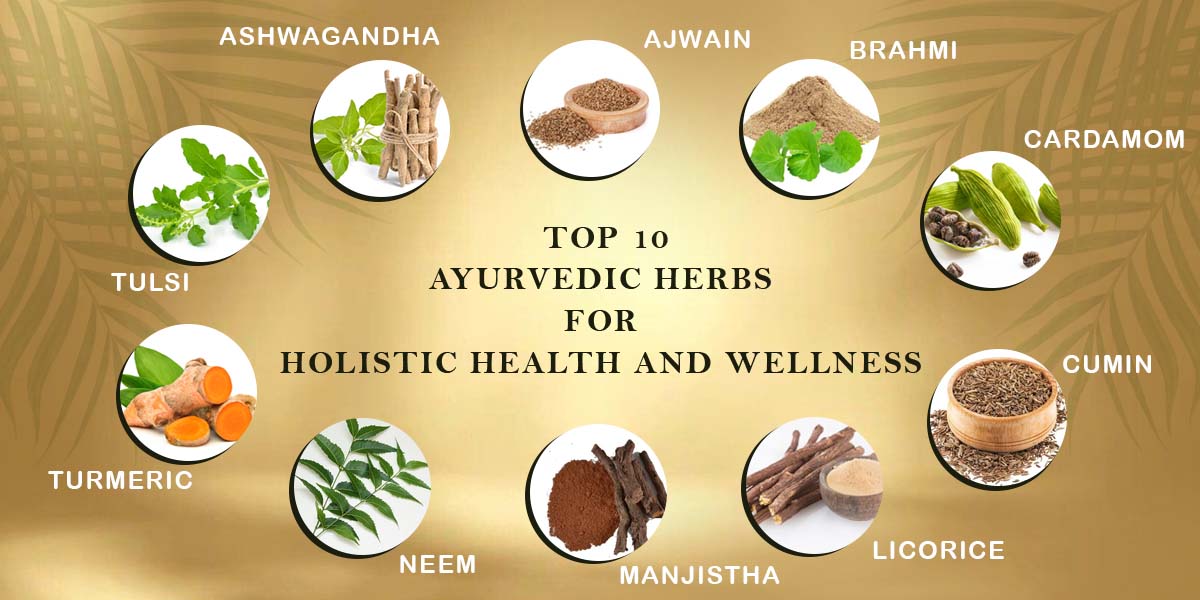 ASHWAGANDHA
AJWAIN
BRAHMI
CARDAMOM
TULSI
TOP 10
AYURVEDIC HERBS
FOR
HOLISTIC HEALTH AND WELLNESS
CUMIN
TURMERIC
NEEM
MANJISTHA
LICORICE